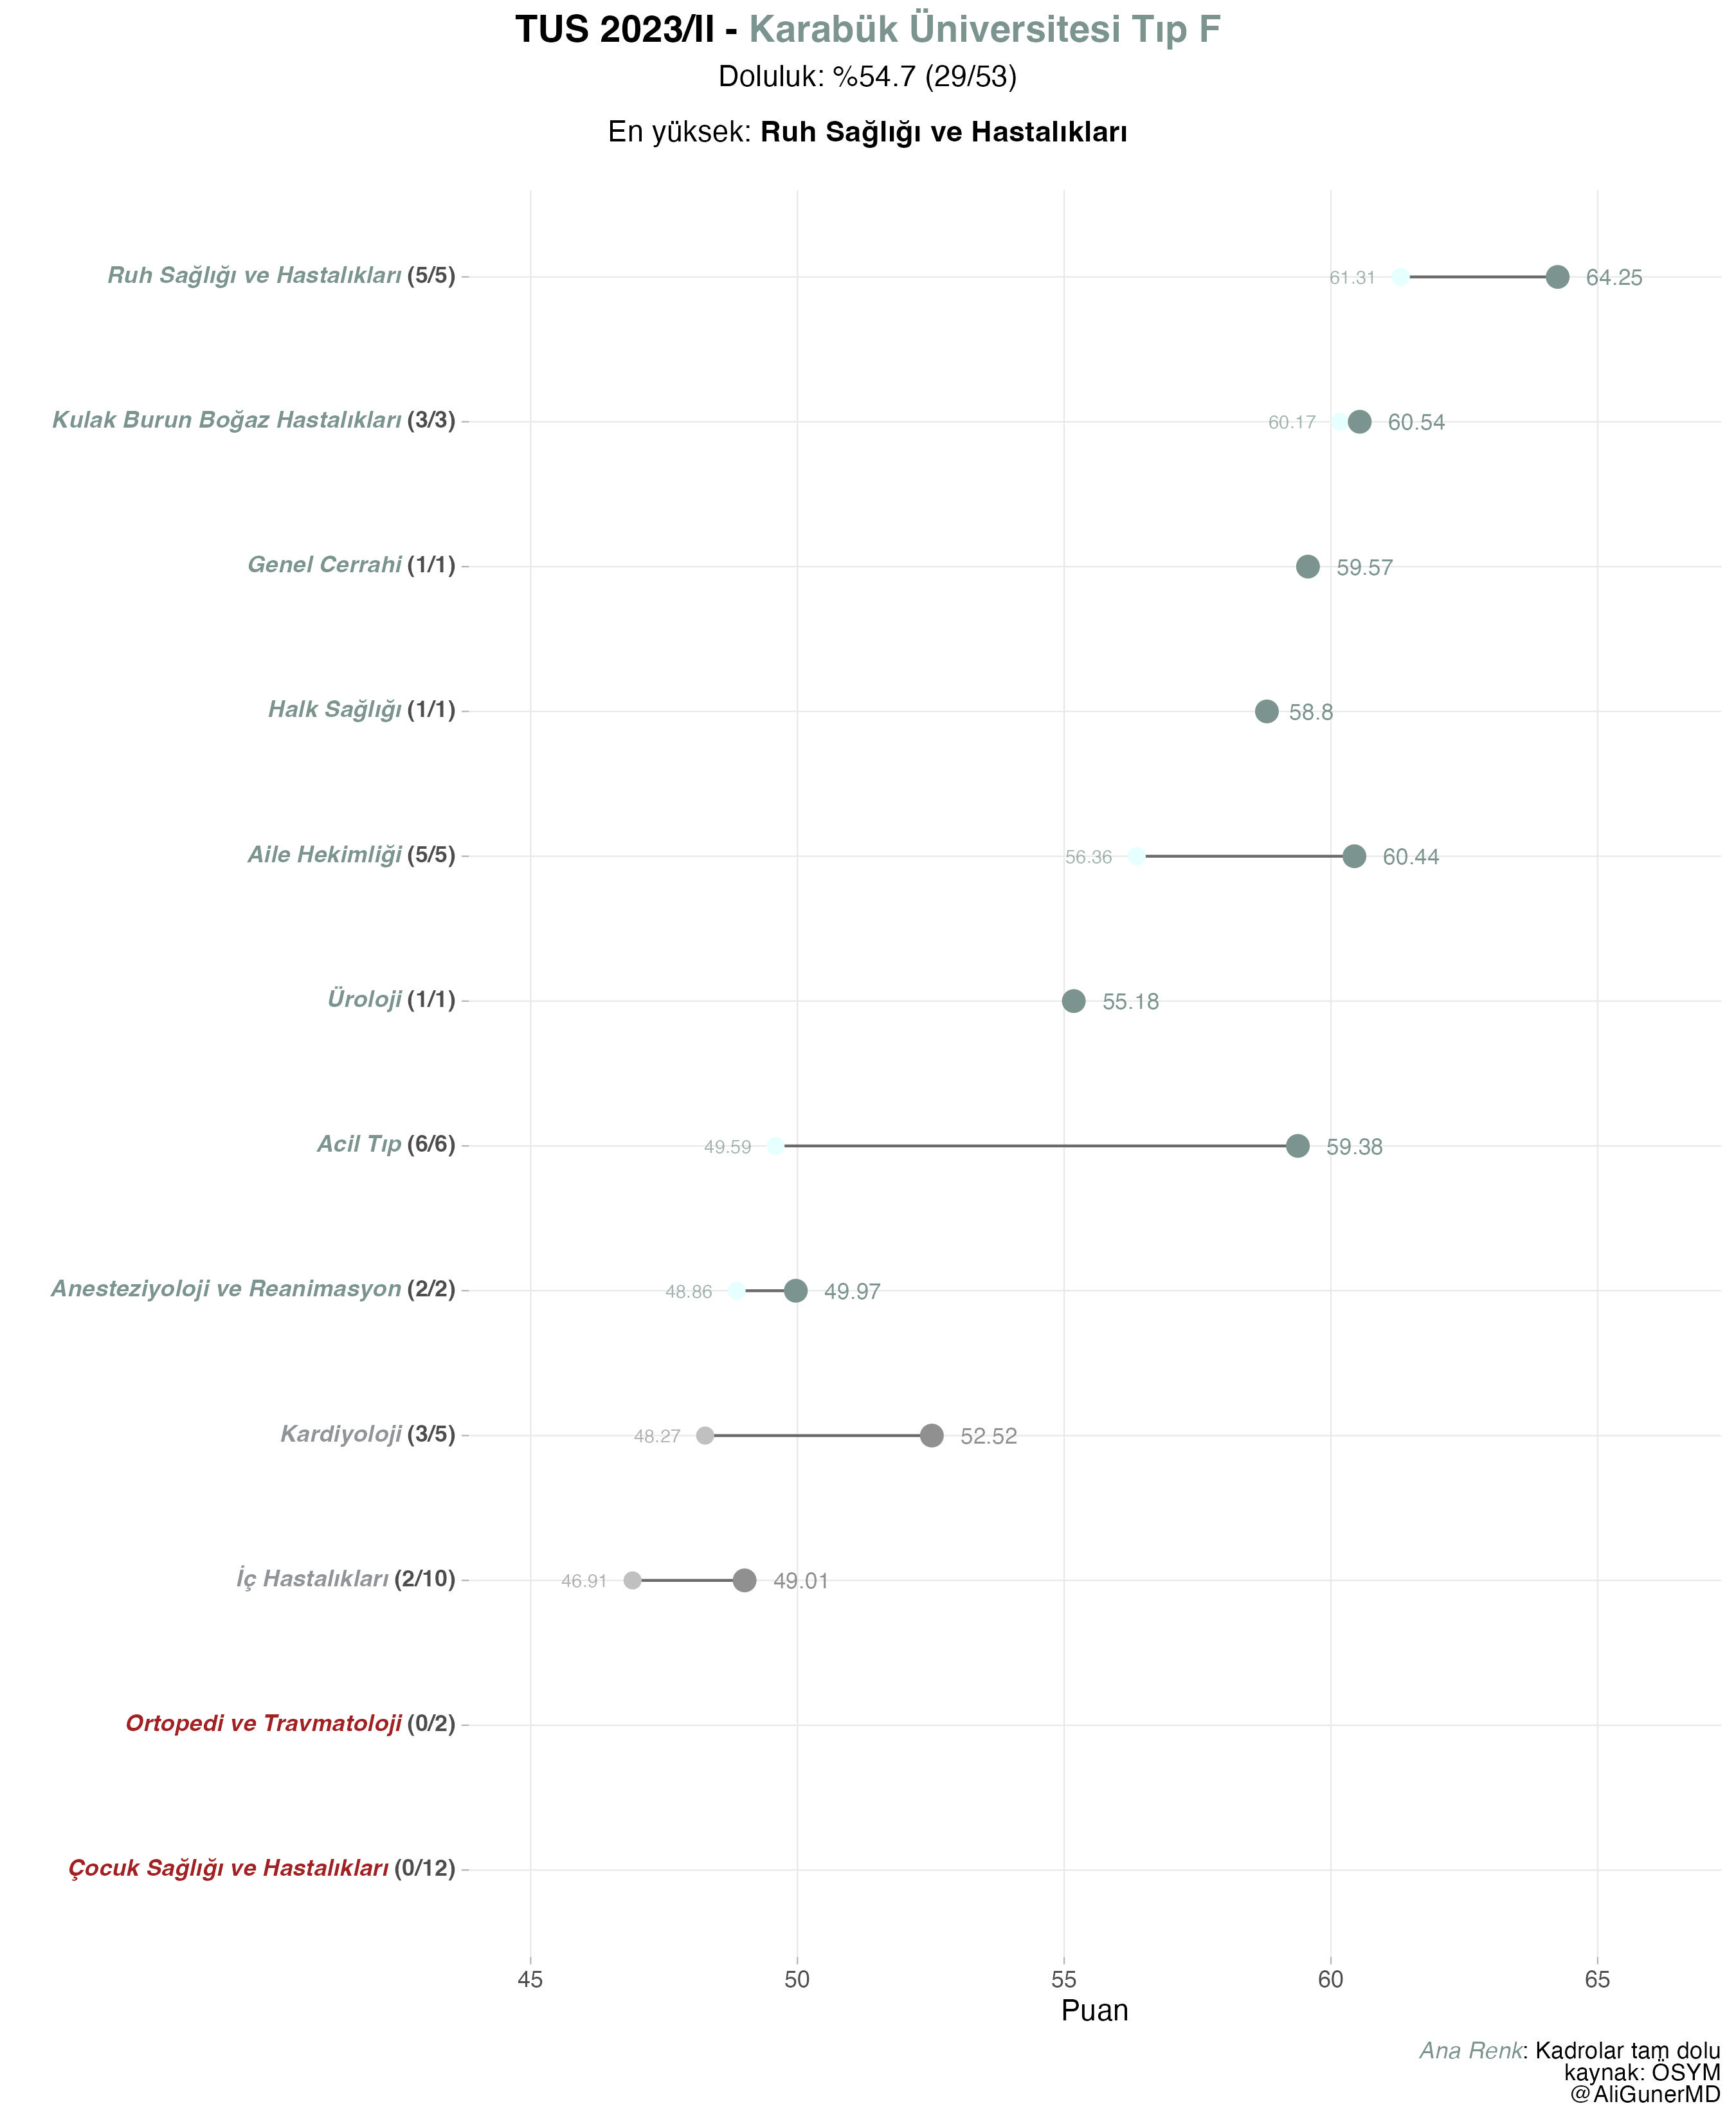 TUS 2023/II - Karabük Üniversitesi Tıp F
Doluluk: %54.7 (29/53)
En yüksek: Ruh Sağlığı ve Hastalıkları
Ruh Sağlığı ve Hastalıkları (5/5) 61.31 64.25
Kulak Burun Boğaz Hastalıkları (3/3) 60.17 60.54
Genel Cerrahi (1/1) 59.57
Halk Sağlığı (1/1) 58.8
Aile Hekimliği (5/5) 56.36 60.44
Üroloji (1/1) 55.18
Acil Tıp (6/6) 49.59 59.38
Anesteziyoloji ve Reanimasyon (2/2) 48.86 49.97
Kardiyoloji (3/5) 48.27 52.52
İç Hastalıkları (2/10) 46.91 49.01
Ortopedi ve Travmatoloji (0/2)
Çocuk Sağlığı ve Hastalıkları (0/12)
45 50 55 60 65
Puan
Ana Renk: Kadrolar tam dolu
kaynak: ÖSYM
@AliGunerMD